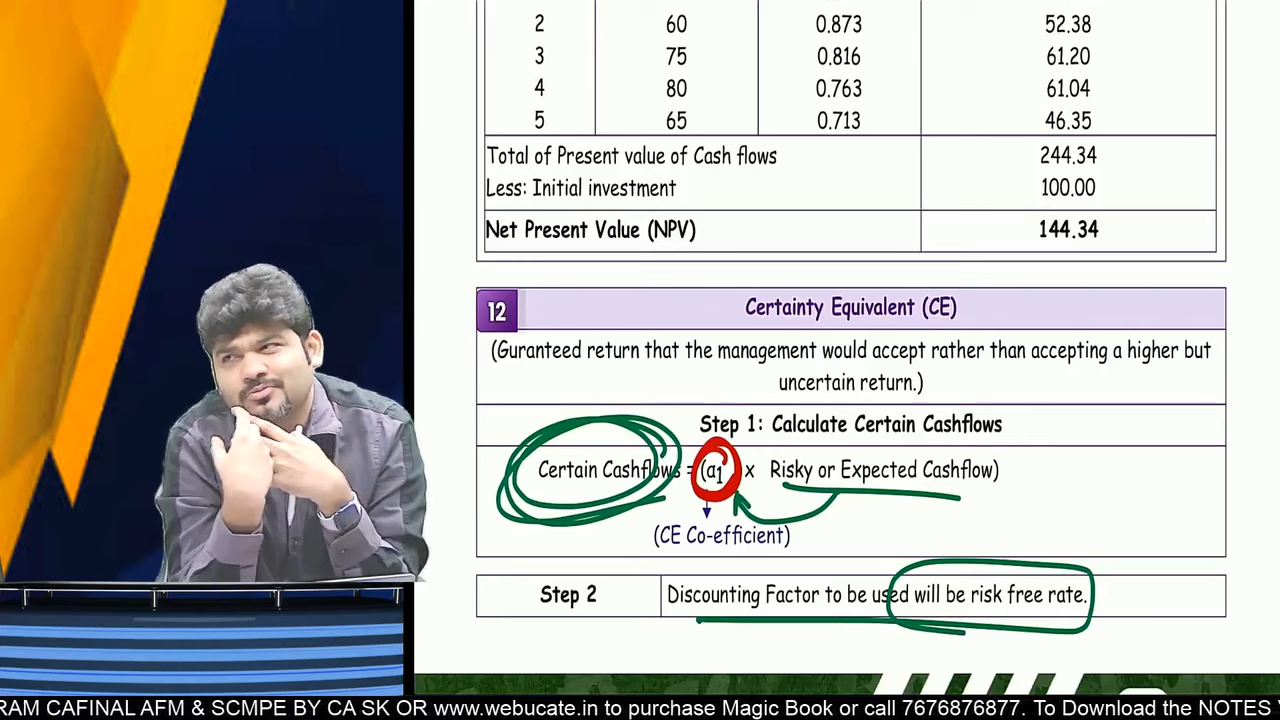 2 60 0.873 52.38
3 75 0.816 61.20
4 80 0.763 61.04
5 65 0.713 46.35
Total of Present value of Cash flows 244.34
Less: Initial investment 100.00
Net Present Value (NPV) 144.34
12 Certainty Equivalent (CE)
(Guranteed return that the management would accept rather than accepting a higher but
uncertain return.)
Step 1: Calculate Certain Cashflows
Certain Cashflows = (a1 x Risky or Expected Cashflow)
(CE Co-efficient)
Step 2 Discounting Factor to be used will be risk free rate.
RAM CAFINAL AFM & SCMPE BY CA SK OR www.webucate.in to purchase Magic Book or call 7676876877. To Download the NOTES